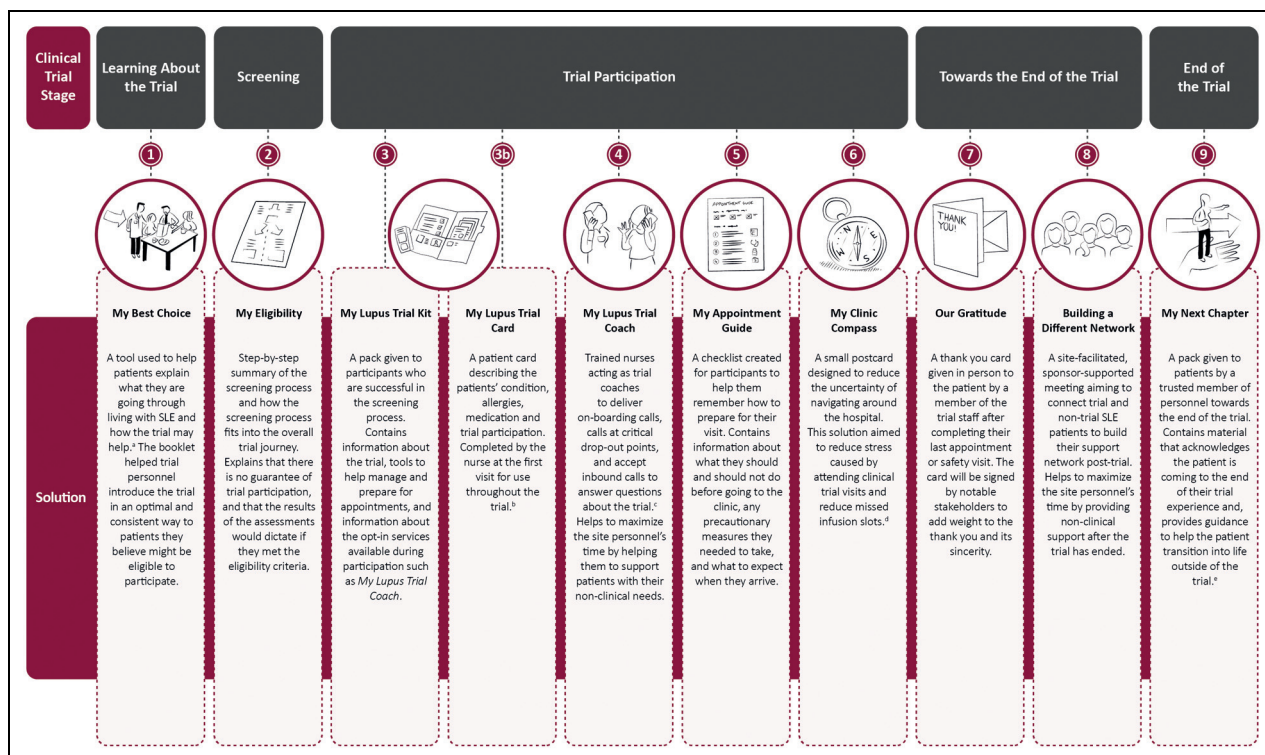 Clinical
Trial
Stage
Learning About
the Trial
Screening
Trial Participation
Towards the End of the Trial
End of
the Trial
1
2
3
3b
4
5
6
7
8
9
APPOINTMENT GUIDE
N
E
S
THANK
YOU!
Solution
My Best Choice
A tool used to help
patients explain
what they are
going through
living with SLE and
how the trial may
help.ᵃ The booklet
helped trial
personnel
introduce the trial
in an optimal and
consistent way to
patients they
believe might be
eligible to
participate.
My Eligibility
Step-by-step
summary of the
screening process
and how the
screening process
fits into the overall
trial journey.
Explains that there
is no guarantee of
trial participation,
and that the results
of the assessments
would dictate if
they met the
eligibility criteria.
My Lupus Trial Kit
A pack given to
participants who
are successful in
the screening
process.
Contains
information about
the trial, tools to
help manage and
prepare for
appointments, and
information about
the opt-in services
available during
participation such
as My Lupus Trial
Coach.
My Lupus Trial
Card
A patient card
describing the
patients’ condition,
allergies,
medication and
trial participation.
Completed by the
nurse at the first
visit for use
throughout the
trial.ᵇ
My Lupus Trial
Coach
Trained nurses
acting as trial
coaches
to deliver
on-boarding calls,
calls at critical
drop-out points,
and accept
inbound calls to
answer questions
about the trial.ᶜ
Helps to maximize
the site personnel’s
time by helping
them to support
patients with their
non-clinical needs.
My Appointment
Guide
A checklist created
for participants to
help them
remember how to
prepare for their
visit. Contains
information about
what they should
and should not do
before going to the
clinic, any
precautionary
measures they
needed to take,
and what to expect
when they arrive.
My Clinic
Compass
A small postcard
designed to reduce
the uncertainty of
navigating around
the hospital.
This solution aimed
to reduce stress
caused by
attending clinical
trial visits and
reduce missed
infusion slots.ᵈ
Our Gratitude
A thank you card
given in person to
the patient by a
member of the
trial staff after
completing their
last appointment
or safety visit. The
card will be signed
by notable
stakeholders
to add weight to the
thank you and its
sincerity.
Building a
Different Network
A site-facilitated,
sponsor-supported
meeting aiming to
connect trial and
non-trial SLE
patients to build
their support
network post-trial.
Helps to maximize
the site personnel’s
time by providing
non-clinical
support after the
trial has ended.
My Next Chapter
A pack given to
patients by a
trusted member of
personnel towards
the end of the trial.
Contains material
that acknowledges
the patient is
coming to the end
of their trial
experience and,
provides guidance
to help the patient
transition into life
outside of the
trial.ᵉ